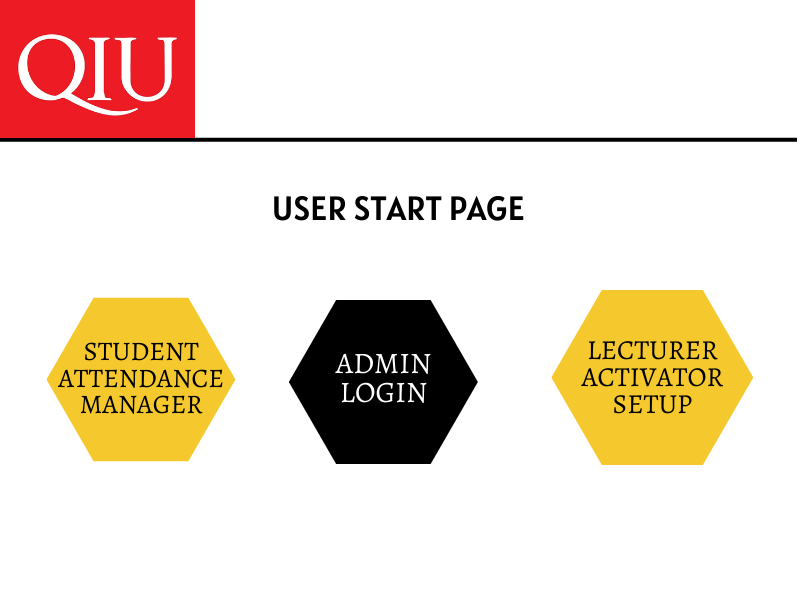 QIU
USER START PAGE
STUDENT
ATTENDANCE
MANAGER
ADMIN
LOGIN
LECTURER
ACTIVATOR
SETUP